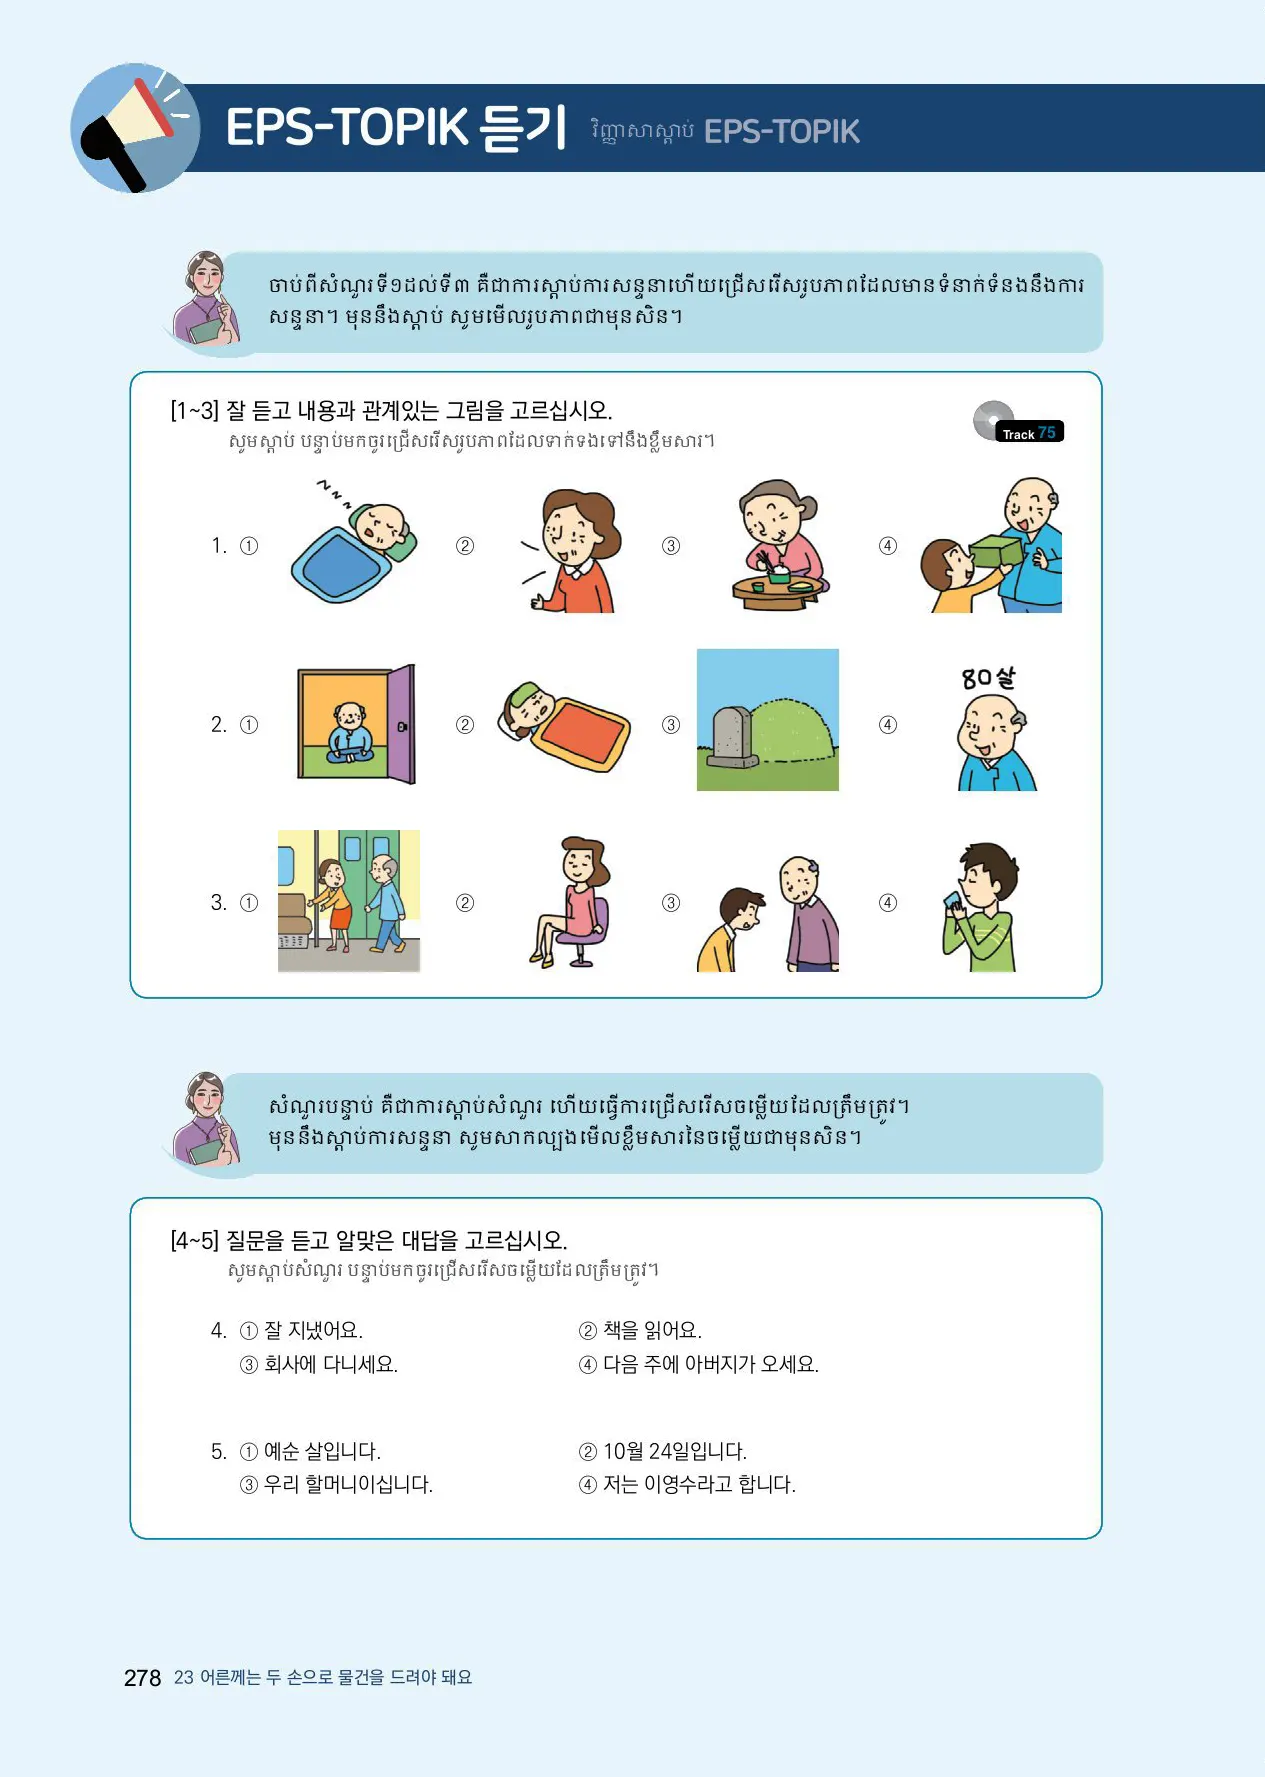 EPS-TOPIK 듣기 វិញ្ញាសាស្តាប់ EPS-TOPIK
ចាប់ពីសំណួរទី១ដល់ទី៣ គឺជាការស្តាប់ការសន្ទនាហើយជ្រើសរើសរូបភាពដែលមានទំនាក់ទំនងនឹងការ
សន្ទនា។ មុននឹងស្តាប់ សូមមើលរូបភាពជាមុនសិន។
[1~3] 잘 듣고 내용과 관계있는 그림을 고르십시오.
Track 75
សូមស្តាប់ បន្ទាប់មកចូរជ្រើសរើសរូបភាពដែលទាក់ទងទៅនឹងខ្លឹមសារ។
1. ① ② ③ ④
80살
2. ① ② ③ ④
3. ① ② ③ ④
សំណួរបន្ទាប់ គឺជាការស្តាប់សំណួរ ហើយធ្វើការជ្រើសរើសចម្លើយដែលត្រឹមត្រូវ។
មុននឹងស្តាប់ការសន្ទនា សូមសាកល្បងមើលខ្លឹមសារនៃចម្លើយជាមុនសិន។
[4~5] 질문을 듣고 알맞은 대답을 고르십시오.
សូមស្តាប់សំណួរ បន្ទាប់មកចូរជ្រើសរើសចម្លើយដែលត្រឹមត្រូវ។
4. ① 잘 지냈어요. ② 책을 읽어요.
③ 회사에 다니세요. ④ 다음 주에 아버지가 오세요.
5. ① 예순 살입니다. ② 10월 24일입니다.
③ 우리 할머니이십니다. ④ 저는 이영수라고 합니다.
278 23 어른께는 두 손으로 물건을 드려야 돼요